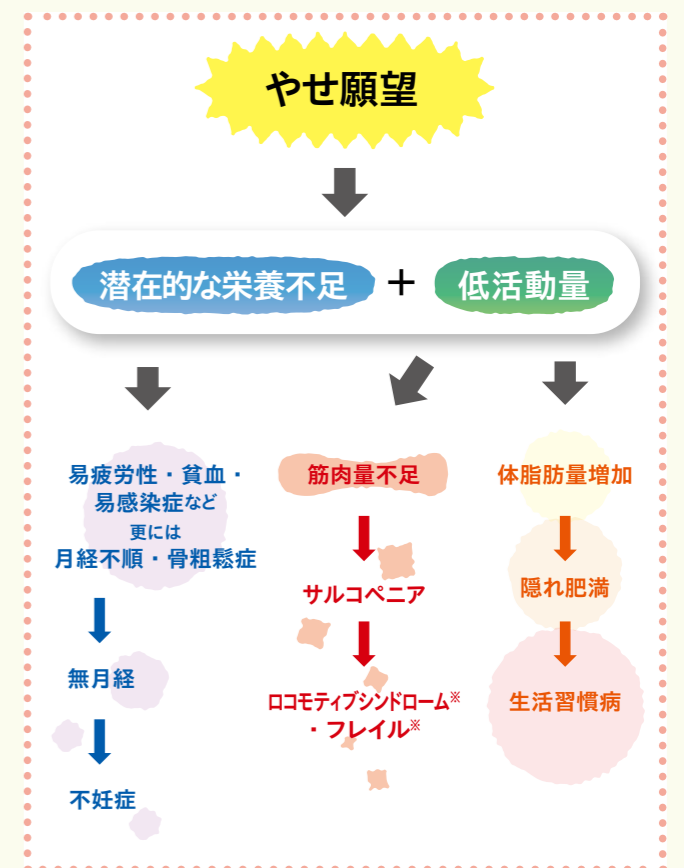 やせ願望
潜在的な栄養不足 + 低活動量
易疲労性・貧血・
易感染症など
更には
月経不順・骨粗鬆症
無月経
不妊症
筋肉量不足
サルコペニア
ロコモティブシンドローム※
・フレイル※
体脂肪量増加
隠れ肥満
生活習慣病